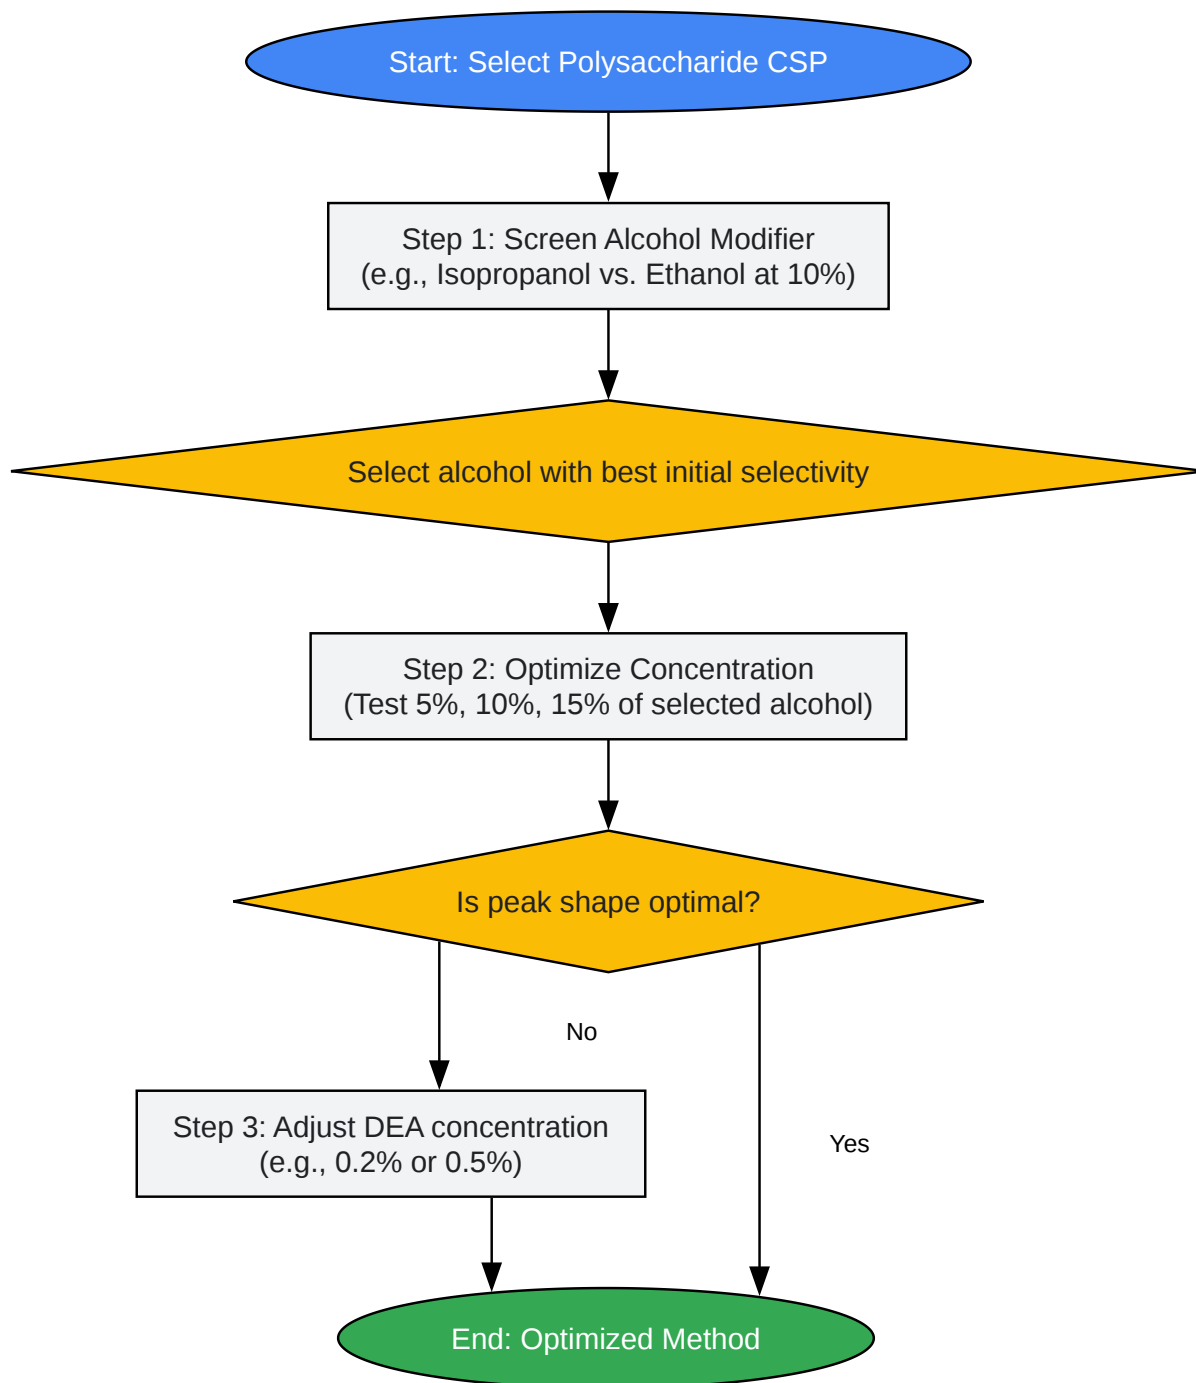 Start: Select Polysaccharide CSP
Step 1: Screen Alcohol Modifier
(e.g., Isopropanol vs. Ethanol at 10%)
Select alcohol with best initial selectivity
Step 2: Optimize Concentration
(Test 5%, 10%, 15% of selected alcohol)
Is peak shape optimal?
No
Step 3: Adjust DEA concentration
(e.g., 0.2% or 0.5%)
Yes
End: Optimized Method